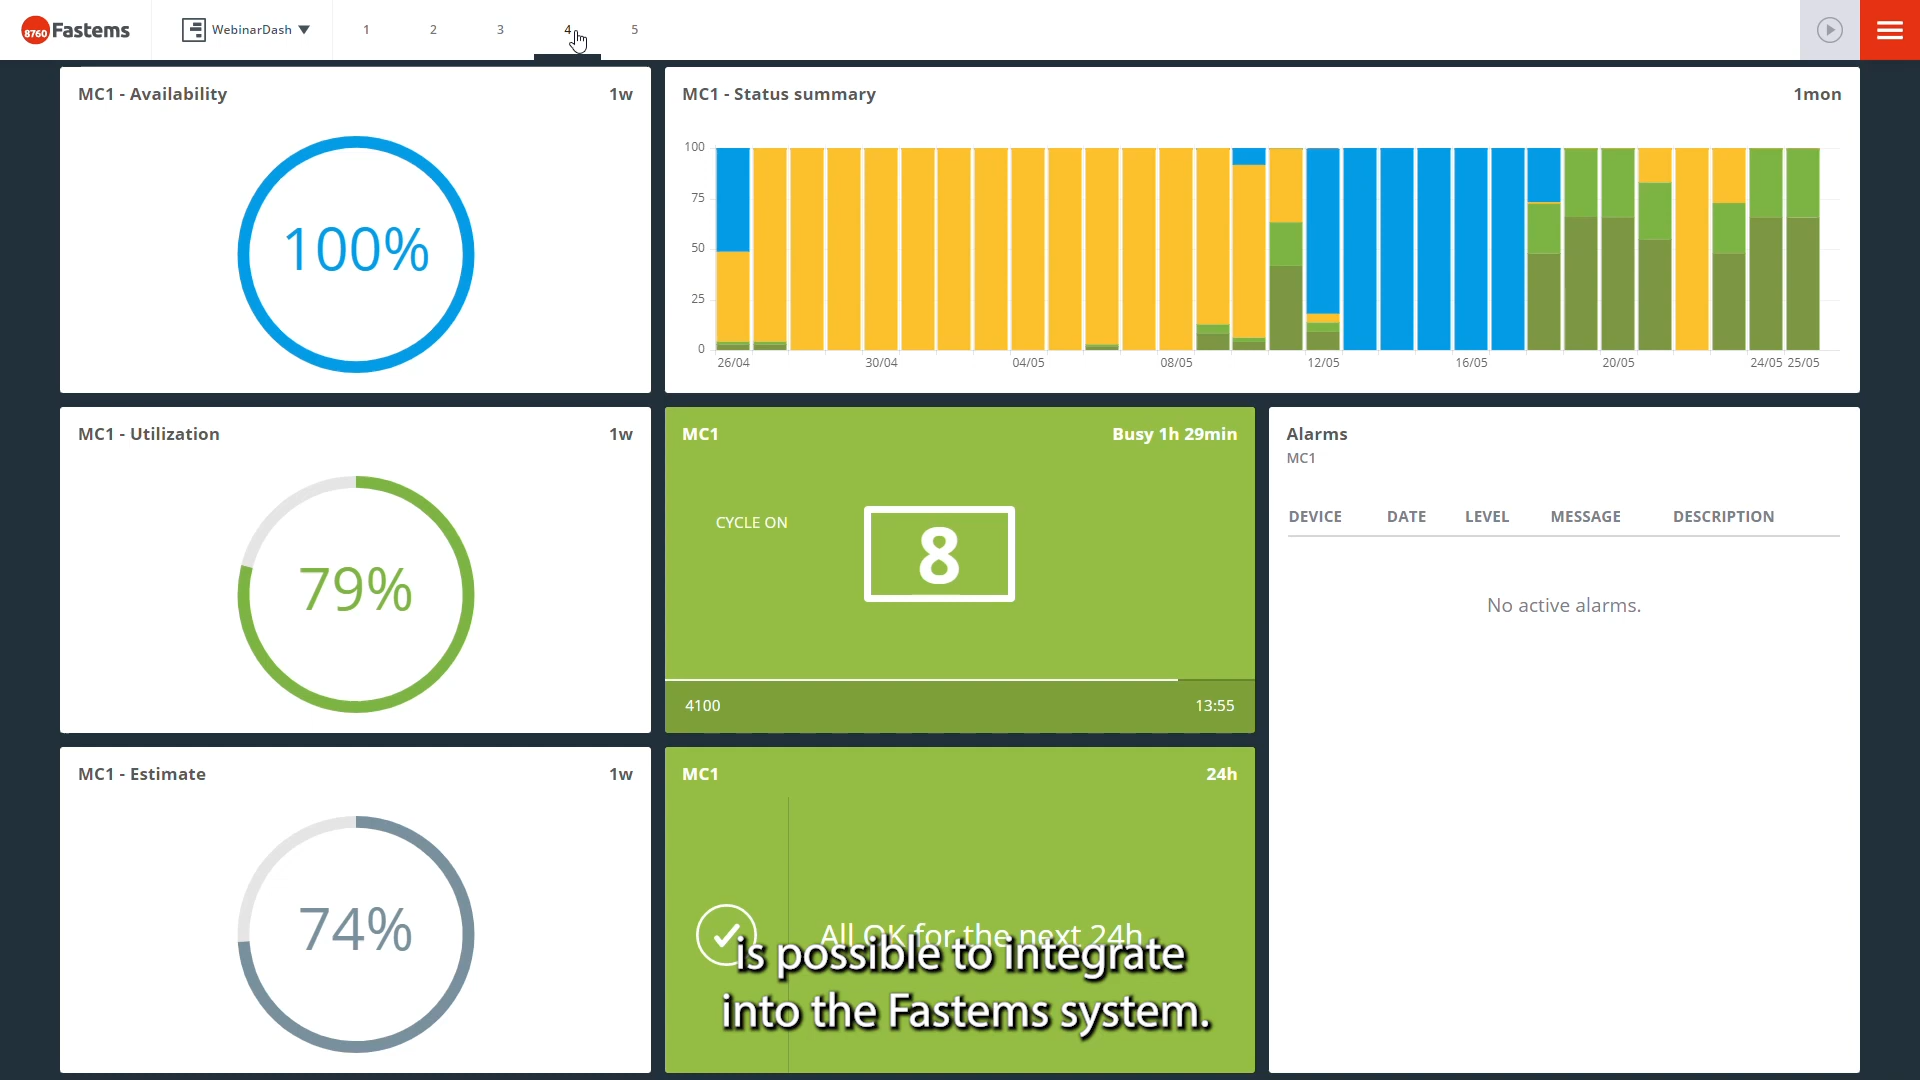 8760 Fastems
WebinarDash
1 2 3 4 5
MC1 - Availability 1w
100%
MC1 - Status summary 1mon
100
75
50
25
0
26/04 30/04 04/05 08/05 12/05 16/05 20/05 24/05 25/05
MC1 - Utilization 1w
79%
MC1 Busy 1h 29min
CYCLE ON
8
4100 13:55
Alarms
MC1
DEVICE DATE LEVEL MESSAGE DESCRIPTION
No active alarms.
MC1 - Estimate 1w
74%
MC1 24h
All OK for the next 24h
is possible to integrate
into the Fastems system.